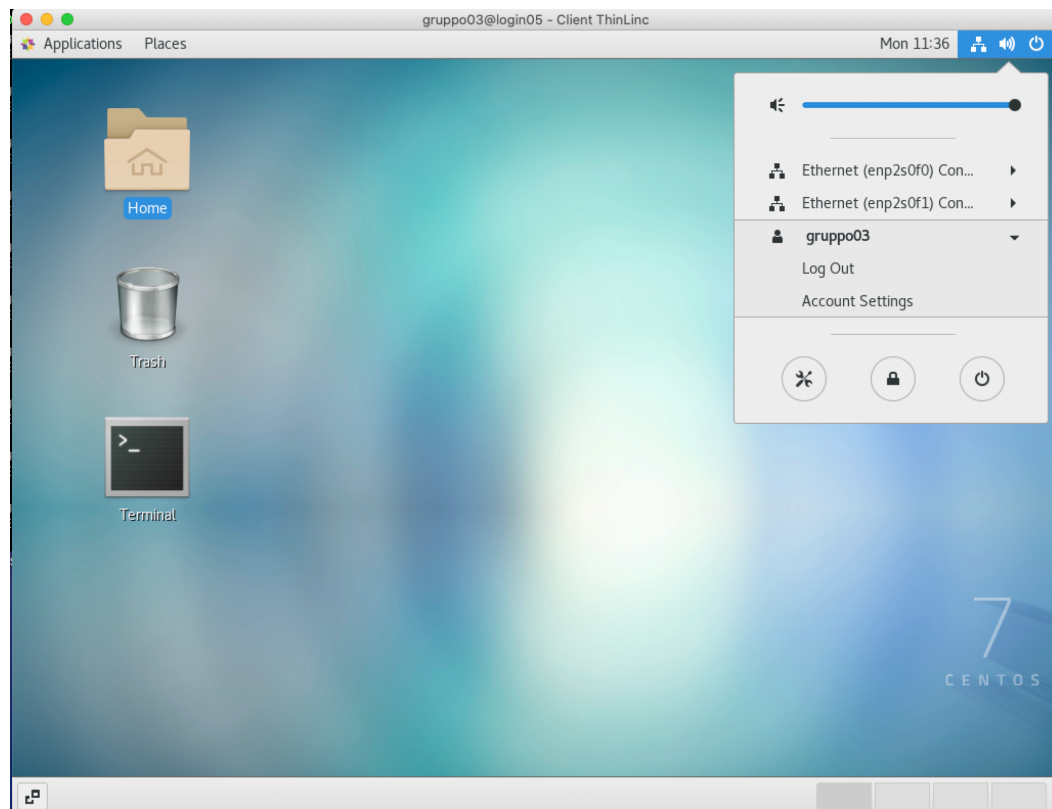 gruppo03@login05 - Client ThinLinc
Applications Places Mon 11:36
Ethernet (enp2s0f0) Con...
Ethernet (enp2s0f1) Con...
gruppo03
Log Out
Account Settings
Home
Trash
>_
Terminal
7
CENTOS